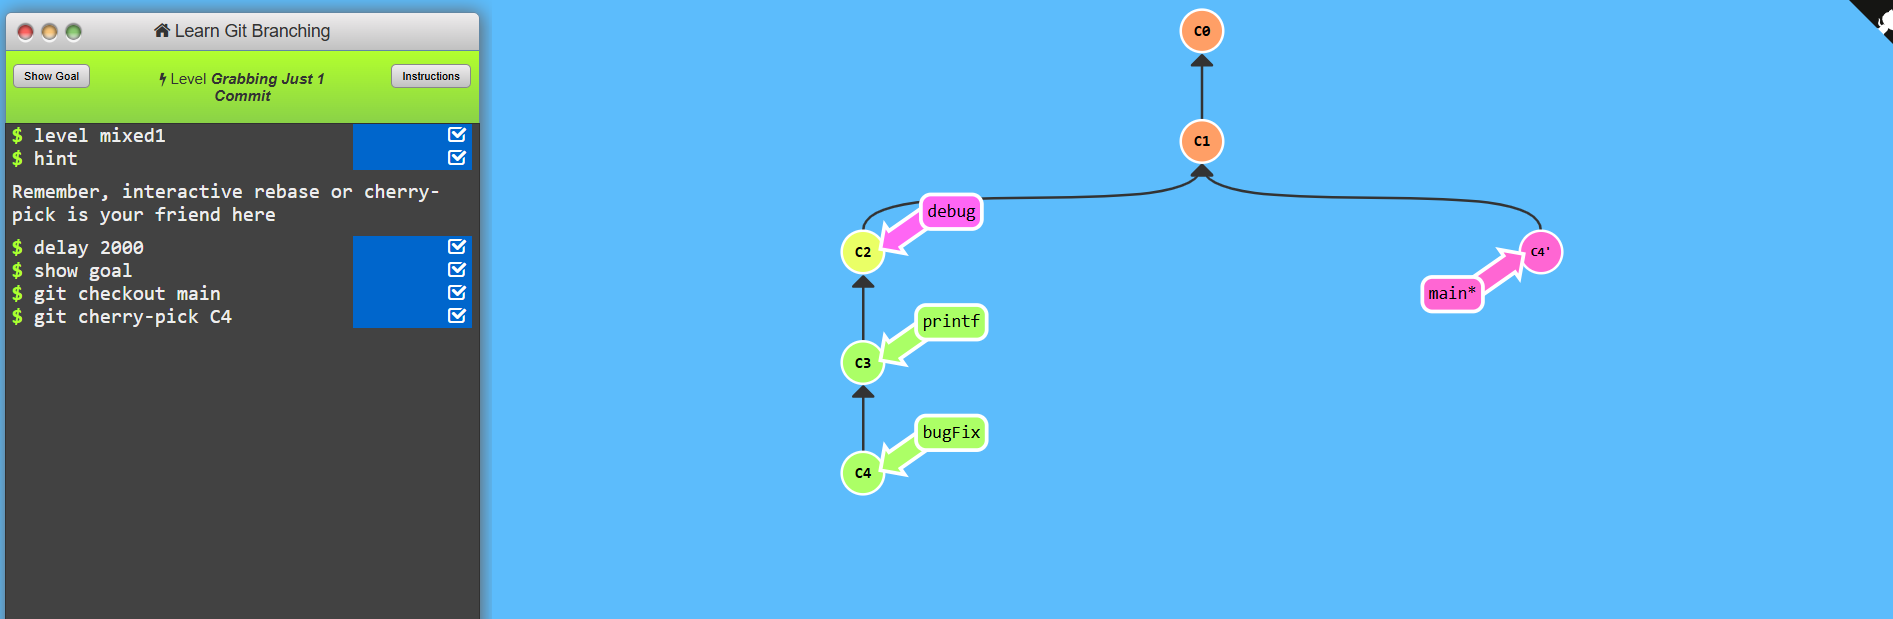 Learn Git Branching
Show Goal
Level Grabbing Just 1
Commit
Instructions
$ level mixed1
$ hint
Remember, interactive rebase or cherry-
pick is your friend here
$ delay 2000
$ show goal
$ git checkout main
$ git cherry-pick C4
C0
C1
debug
C2
C4'
main*
printf
C3
bugFix
C4